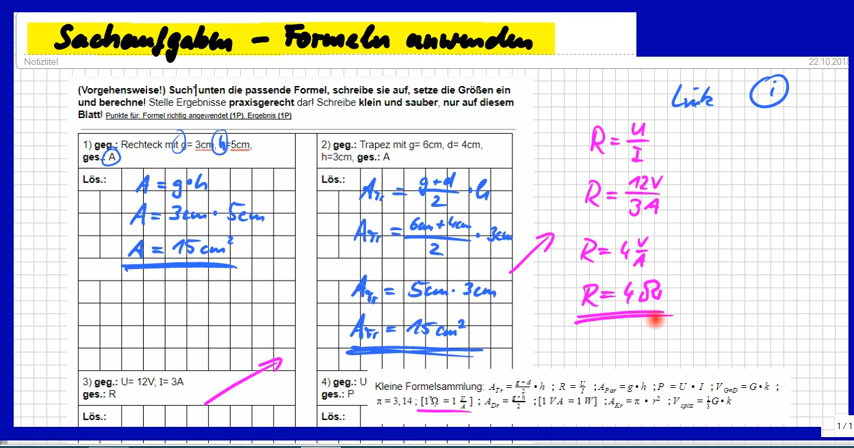 Sachaufgaben - Formeln anwenden
Notiztitel
22.10.2015
(Vorgehensweise!) Such' unten die passende Formel, schreibe sie auf, setze die Größen ein
und berechne! Stelle Ergebnisse praxisgerecht dar! Schreibe klein und sauber, nur auf diesem
Blatt! Punkte für: Formel richtig angewendet (1P), Ergebnis (1P)
Link i
1) geg.: Rechteck mit g= 3cm, h=5cm,
ges.: A
Lös.:
A = g·h
A = 3cm · 5cm
A = 15 cm²
2) geg.: Trapez mit g= 6cm, d= 4cm,
h=3cm, ges.: A
Lös.:
A_Tr = (g+d)/2 · h
A_Tr = (6cm+4cm)/2 · 3cm
A_Tr = 5cm · 3cm
A_Tr = 15cm²
R = U/I
R = 12V/3A
R = 4 V/A
R = 4Ω
3) geg.: U= 12V; I= 3A
ges.: R
Lös.:
4) geg.: U
ges.: P
Lös.:
Kleine Formelsammlung: A_Tr = (g+d)/2 • h ; R = U/I ; A_Par = g•h ; P = U • I ; V_G=D = G • k ;
π = 3,14 ; [1Ω = 1 V/A] ; A_Dr = (g•h)/2 ; [1 VA = 1 W] ; A_Kr = π • r² ; V_spitz = 1/3 G • k
1/1